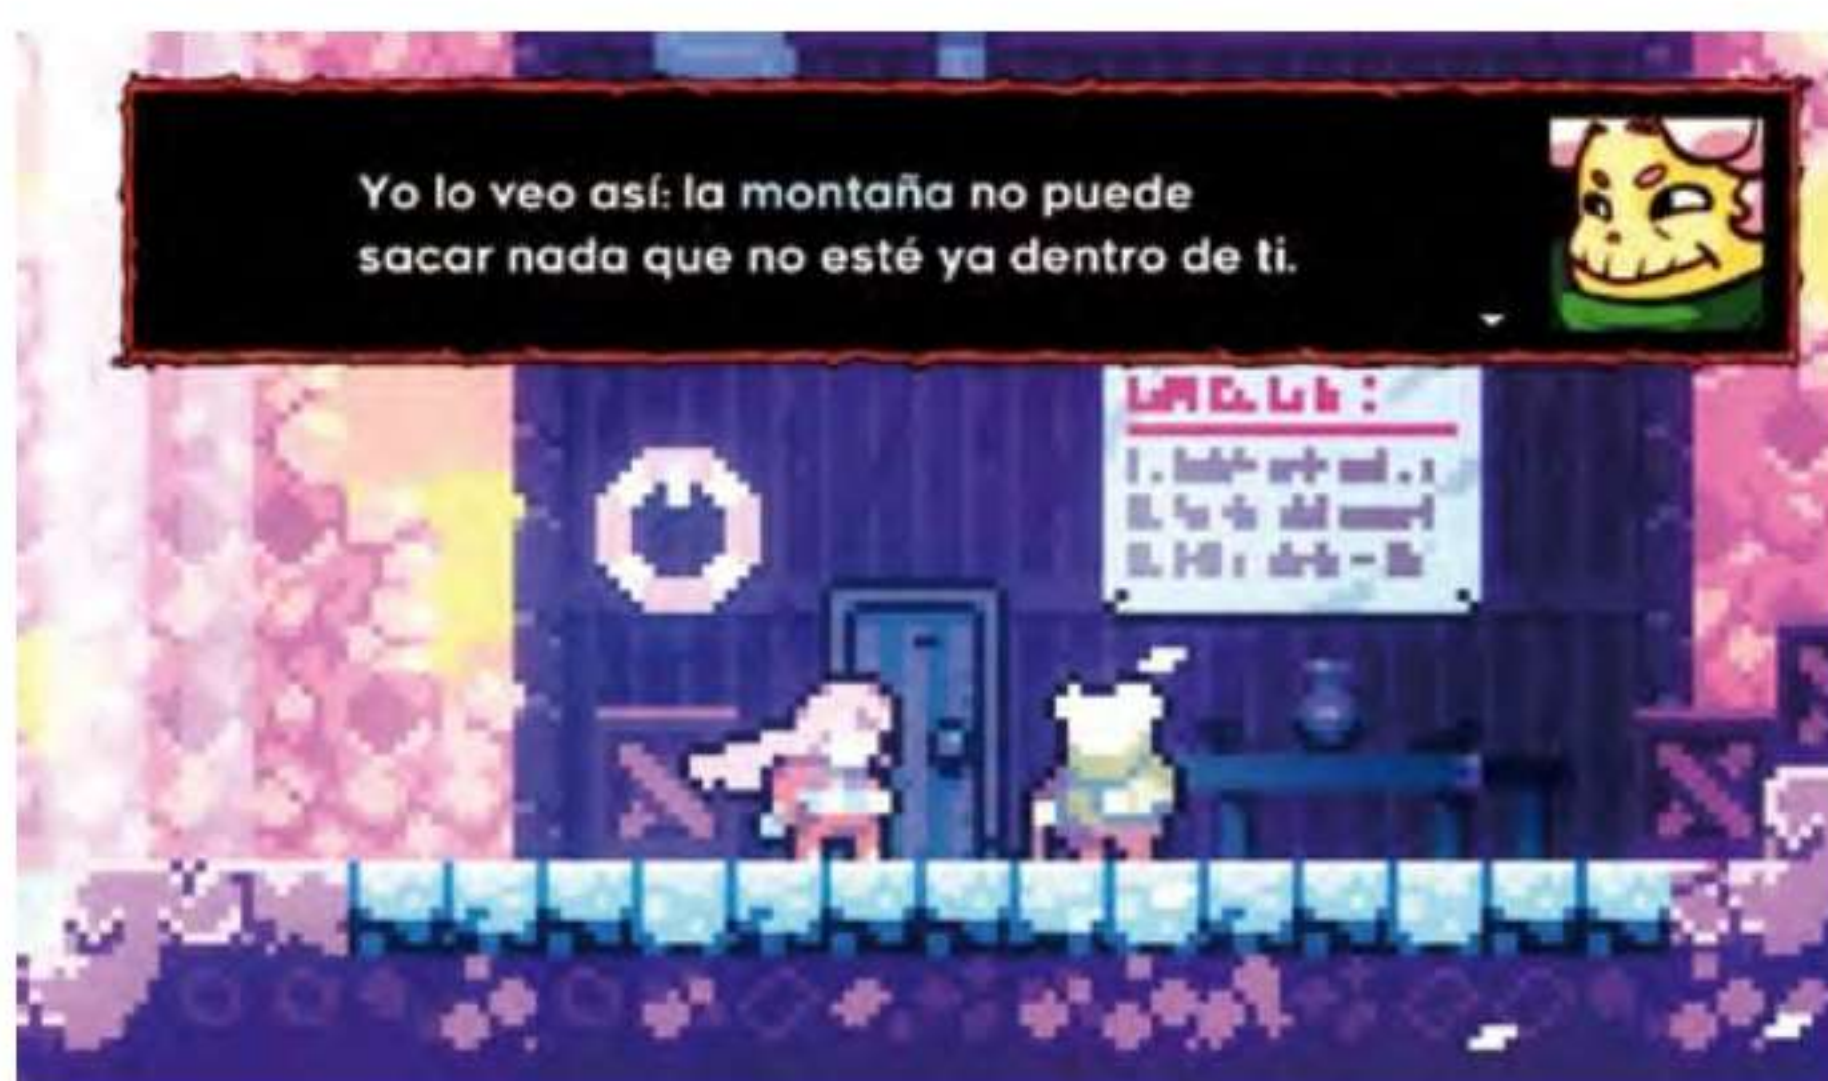 Yo lo veo así: la montaña no puede
sacar nada que no esté ya dentro de ti.